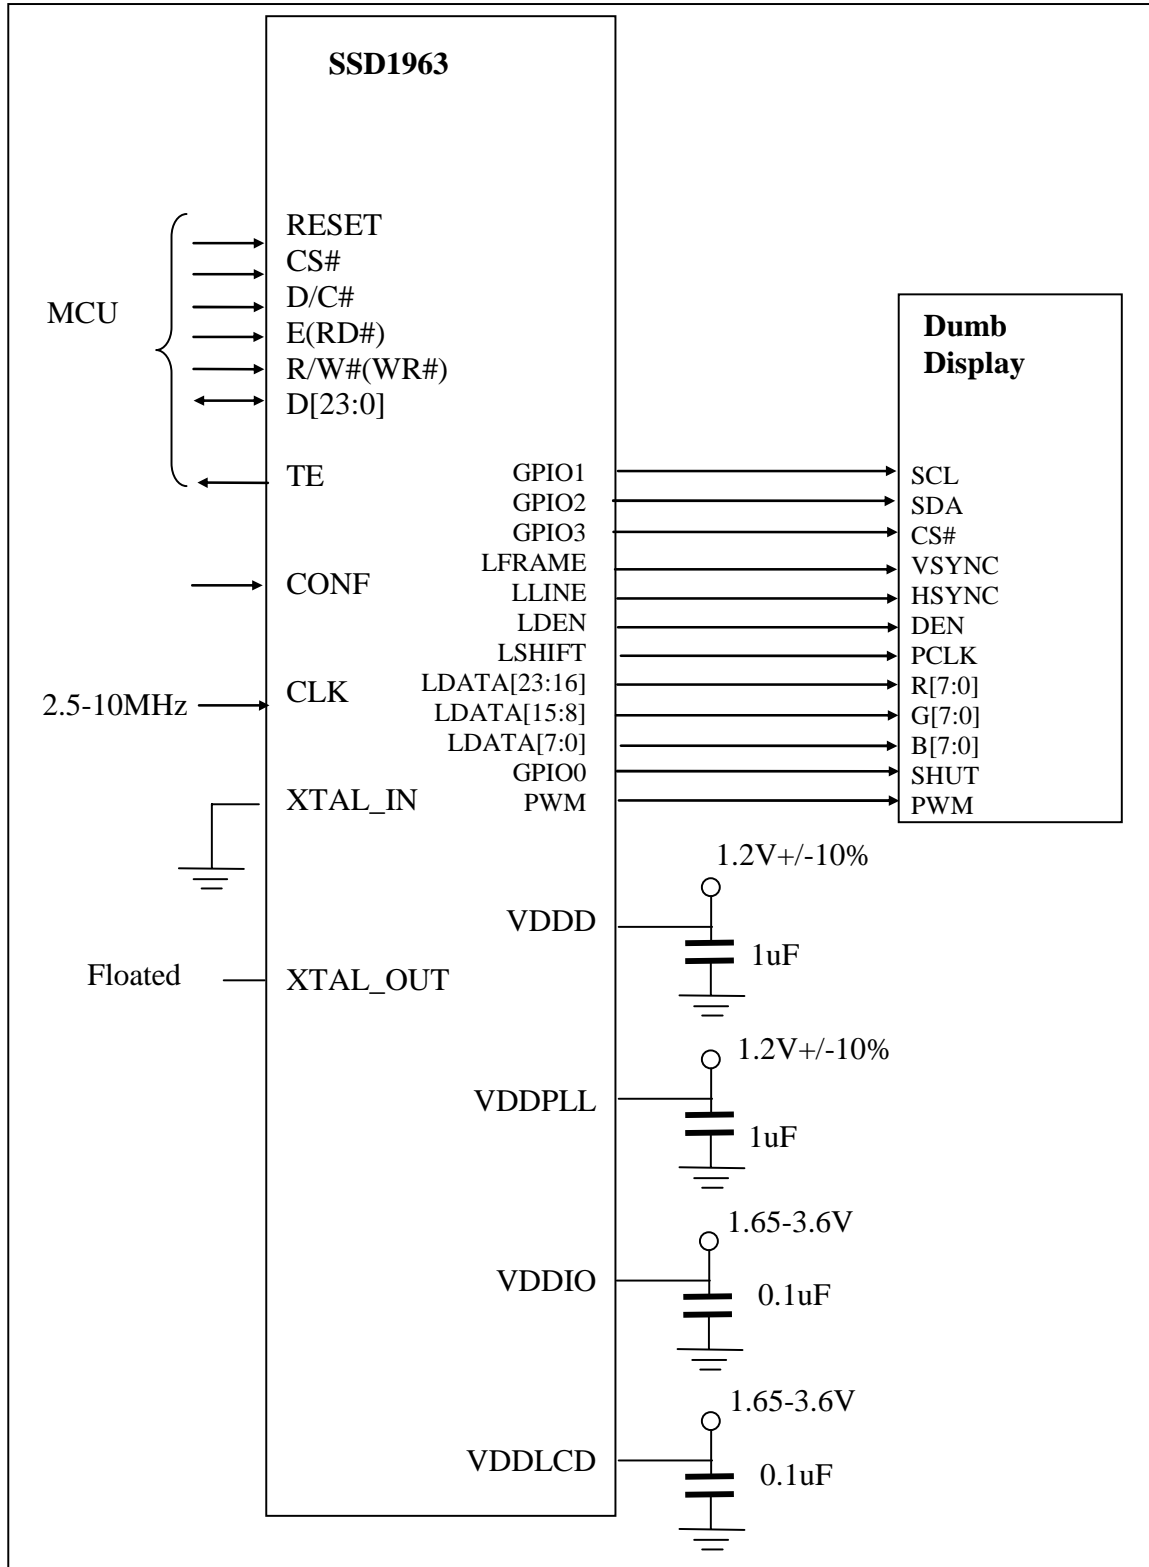 SSD1963
MCU
RESET
CS#
D/C#
E(RD#)
R/W#(WR#)
D[23:0]
TE
CONF
2.5-10MHz
CLK
XTAL_IN
Floated
XTAL_OUT
GPIO1
GPIO2
GPIO3
LFRAME
LLINE
LDEN
LSHIFT
LDATA[23:16]
LDATA[15:8]
LDATA[7:0]
GPIO0
PWM
Dumb
Display
SCL
SDA
CS#
VSYNC
HSYNC
DEN
PCLK
R[7:0]
G[7:0]
B[7:0]
SHUT
PWM
1.2V+/-10%
VDDD
1uF
1.2V+/-10%
VDDPLL
1uF
1.65-3.6V
VDDIO
0.1uF
1.65-3.6V
VDDLCD
0.1uF